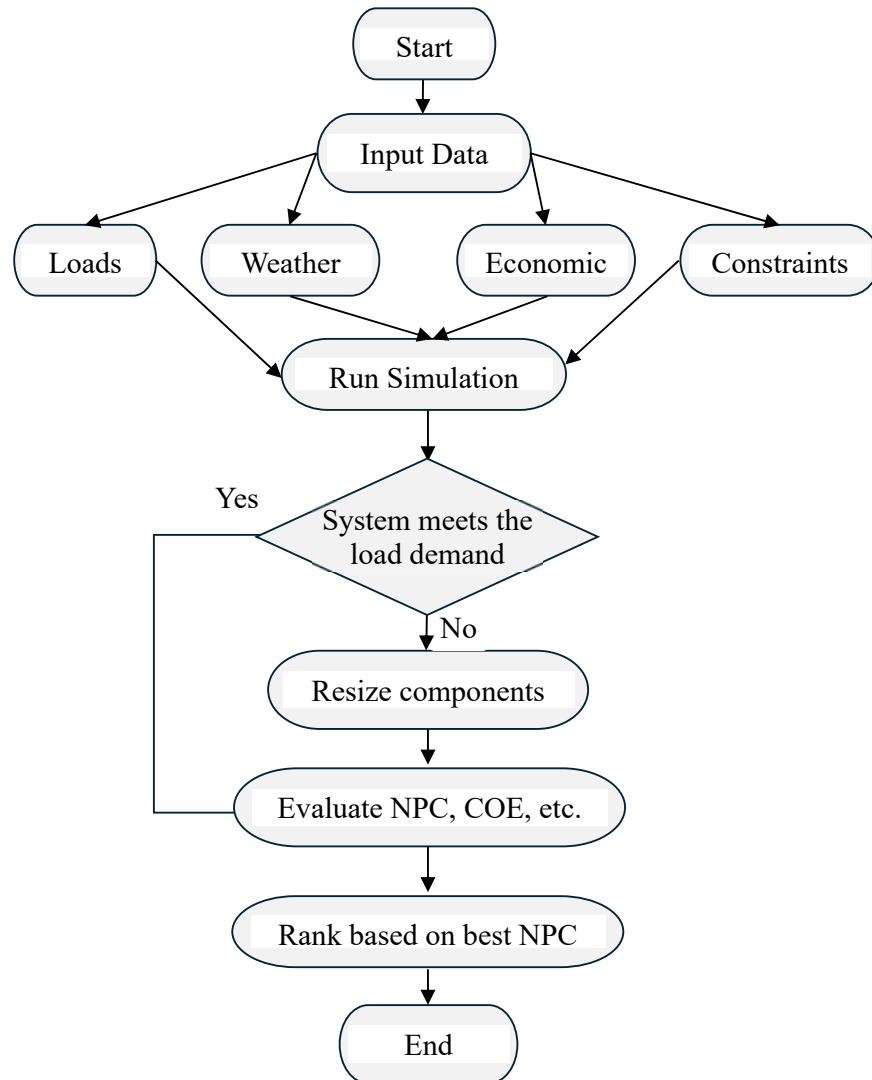 Start
Input Data
Loads
Weather
Economic
Constraints
Run Simulation
Yes
System meets the
load demand
No
Resize components
Evaluate NPC, COE, etc.
Rank based on best NPC
End